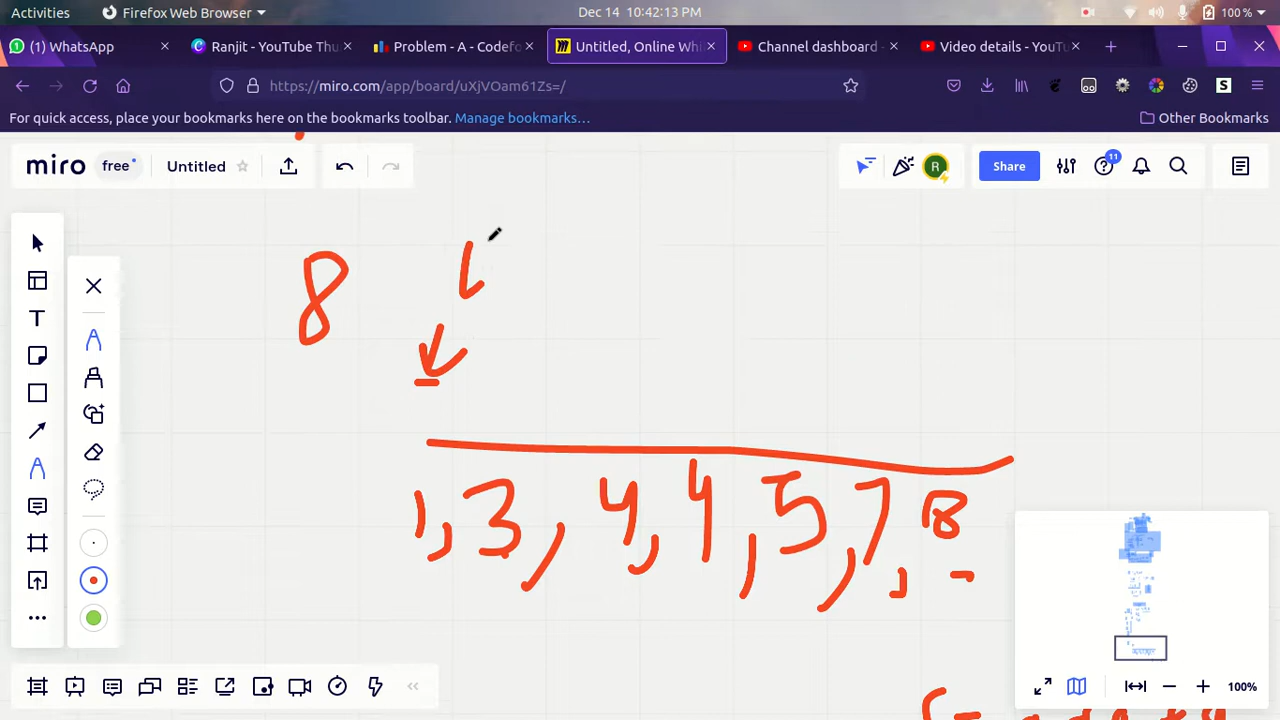 Activities
Firefox Web Browser
Dec 14 10:42:13 PM
100 %
(1) WhatsApp
Ranjit - YouTube Thu
Problem - A - Codefo
Untitled, Online Whi
Channel dashboard -
Video details - YouTu
https://miro.com/app/board/uXjVOam61Zs=/
For quick access, place your bookmarks here on the bookmarks toolbar. Manage bookmarks…
Other Bookmarks
miro free
Untitled
R
Share
11
8
1, 3, 4, 4, 5, 7, 8
100%